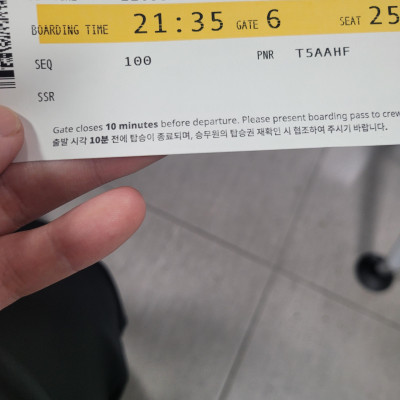 BOARDING TIME 21:35 GATE 6 SEAT 25
SEQ 100 PNR T5AAHF
SSR
Gate closes 10 minutes before departure. Please present boarding pass to crew
출발 시각 10분 전에 탑승이 종료되며, 승무원의 탑승권 재확인 시 협조하여 주시기 바랍니다.